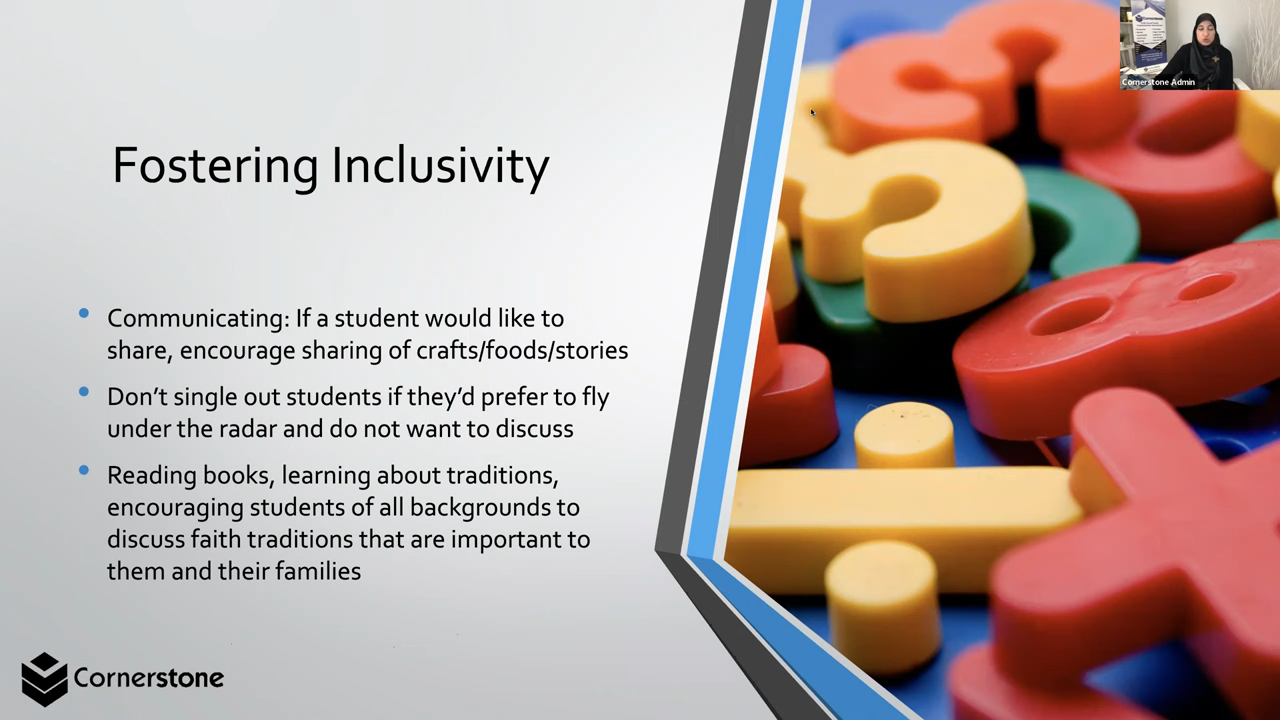 Fostering Inclusivity
Communicating: If a student would like to
share, encourage sharing of crafts/foods/stories
Don’t single out students if they’d prefer to fly
under the radar and do not want to discuss
Reading books, learning about traditions,
encouraging students of all backgrounds to
discuss faith traditions that are important to
them and their families
Cornerstone
Cornerstone Admin